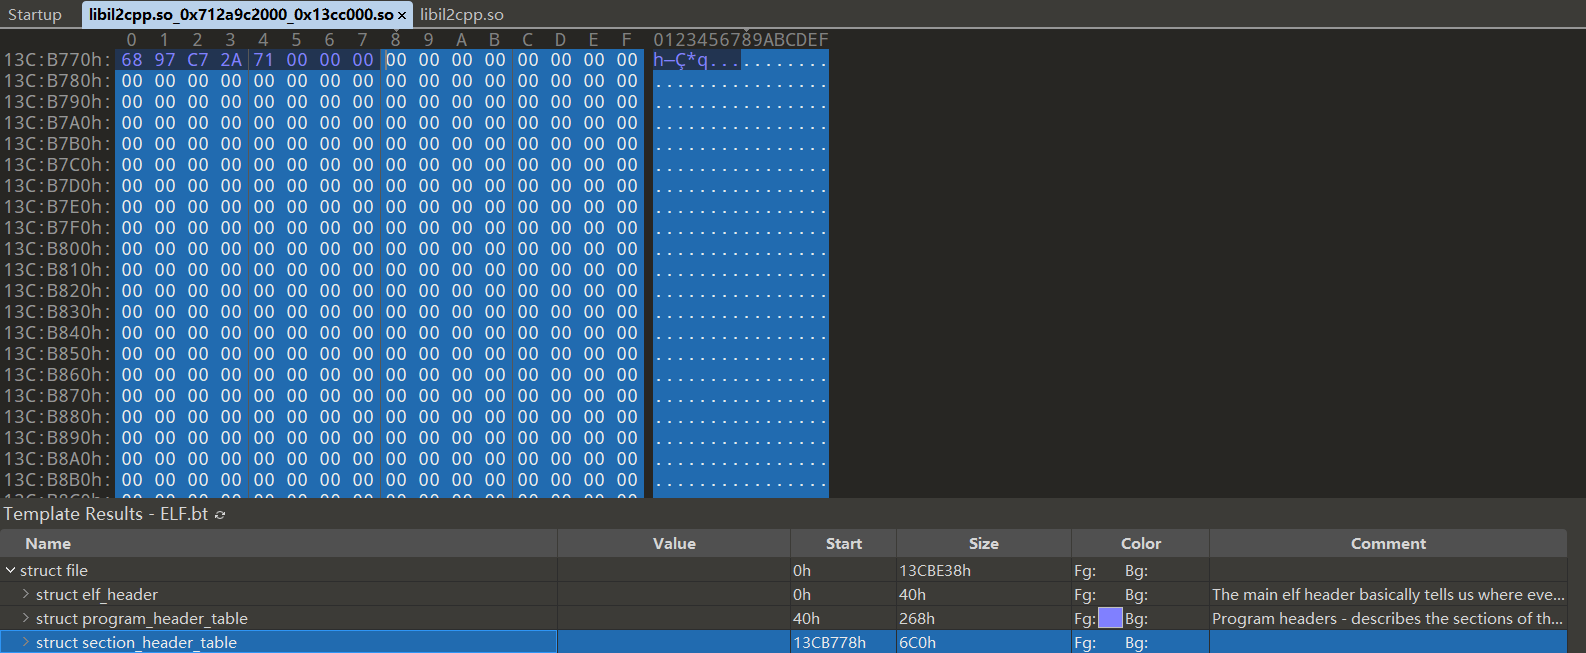 Startup libil2cpp.so_0x712a9c2000_0x13cc000.so × libil2cpp.so
0 1 2 3 4 5 6 7 8 9 A B C D E F 0123456789ABCDEF
13C:B770h: 68 97 C7 2A 71 00 00 00 00 00 00 00 00 00 00 00 h—Ç*q...........
13C:B780h: 00 00 00 00 00 00 00 00 00 00 00 00 00 00 00 00 ................
13C:B790h: 00 00 00 00 00 00 00 00 00 00 00 00 00 00 00 00 ................
13C:B7A0h: 00 00 00 00 00 00 00 00 00 00 00 00 00 00 00 00 ................
13C:B7B0h: 00 00 00 00 00 00 00 00 00 00 00 00 00 00 00 00 ................
13C:B7C0h: 00 00 00 00 00 00 00 00 00 00 00 00 00 00 00 00 ................
13C:B7D0h: 00 00 00 00 00 00 00 00 00 00 00 00 00 00 00 00 ................
13C:B7E0h: 00 00 00 00 00 00 00 00 00 00 00 00 00 00 00 00 ................
13C:B7F0h: 00 00 00 00 00 00 00 00 00 00 00 00 00 00 00 00 ................
13C:B800h: 00 00 00 00 00 00 00 00 00 00 00 00 00 00 00 00 ................
13C:B810h: 00 00 00 00 00 00 00 00 00 00 00 00 00 00 00 00 ................
13C:B820h: 00 00 00 00 00 00 00 00 00 00 00 00 00 00 00 00 ................
13C:B830h: 00 00 00 00 00 00 00 00 00 00 00 00 00 00 00 00 ................
13C:B840h: 00 00 00 00 00 00 00 00 00 00 00 00 00 00 00 00 ................
13C:B850h: 00 00 00 00 00 00 00 00 00 00 00 00 00 00 00 00 ................
13C:B860h: 00 00 00 00 00 00 00 00 00 00 00 00 00 00 00 00 ................
13C:B870h: 00 00 00 00 00 00 00 00 00 00 00 00 00 00 00 00 ................
13C:B880h: 00 00 00 00 00 00 00 00 00 00 00 00 00 00 00 00 ................
13C:B890h: 00 00 00 00 00 00 00 00 00 00 00 00 00 00 00 00 ................
13C:B8A0h: 00 00 00 00 00 00 00 00 00 00 00 00 00 00 00 00 ................
13C:B8B0h: 00 00 00 00 00 00 00 00 00 00 00 00 00 00 00 00 ................
Template Results - ELF.bt
Name Value Start Size Color Comment
struct file 0h 13CBE38h Fg: Bg:
struct elf_header 0h 40h Fg: Bg: The main elf header basically tells us where eve...
struct program_header_table 40h 268h Fg: Bg: Program headers - describes the sections of th...
struct section_header_table 13CB778h 6C0h Fg: Bg: